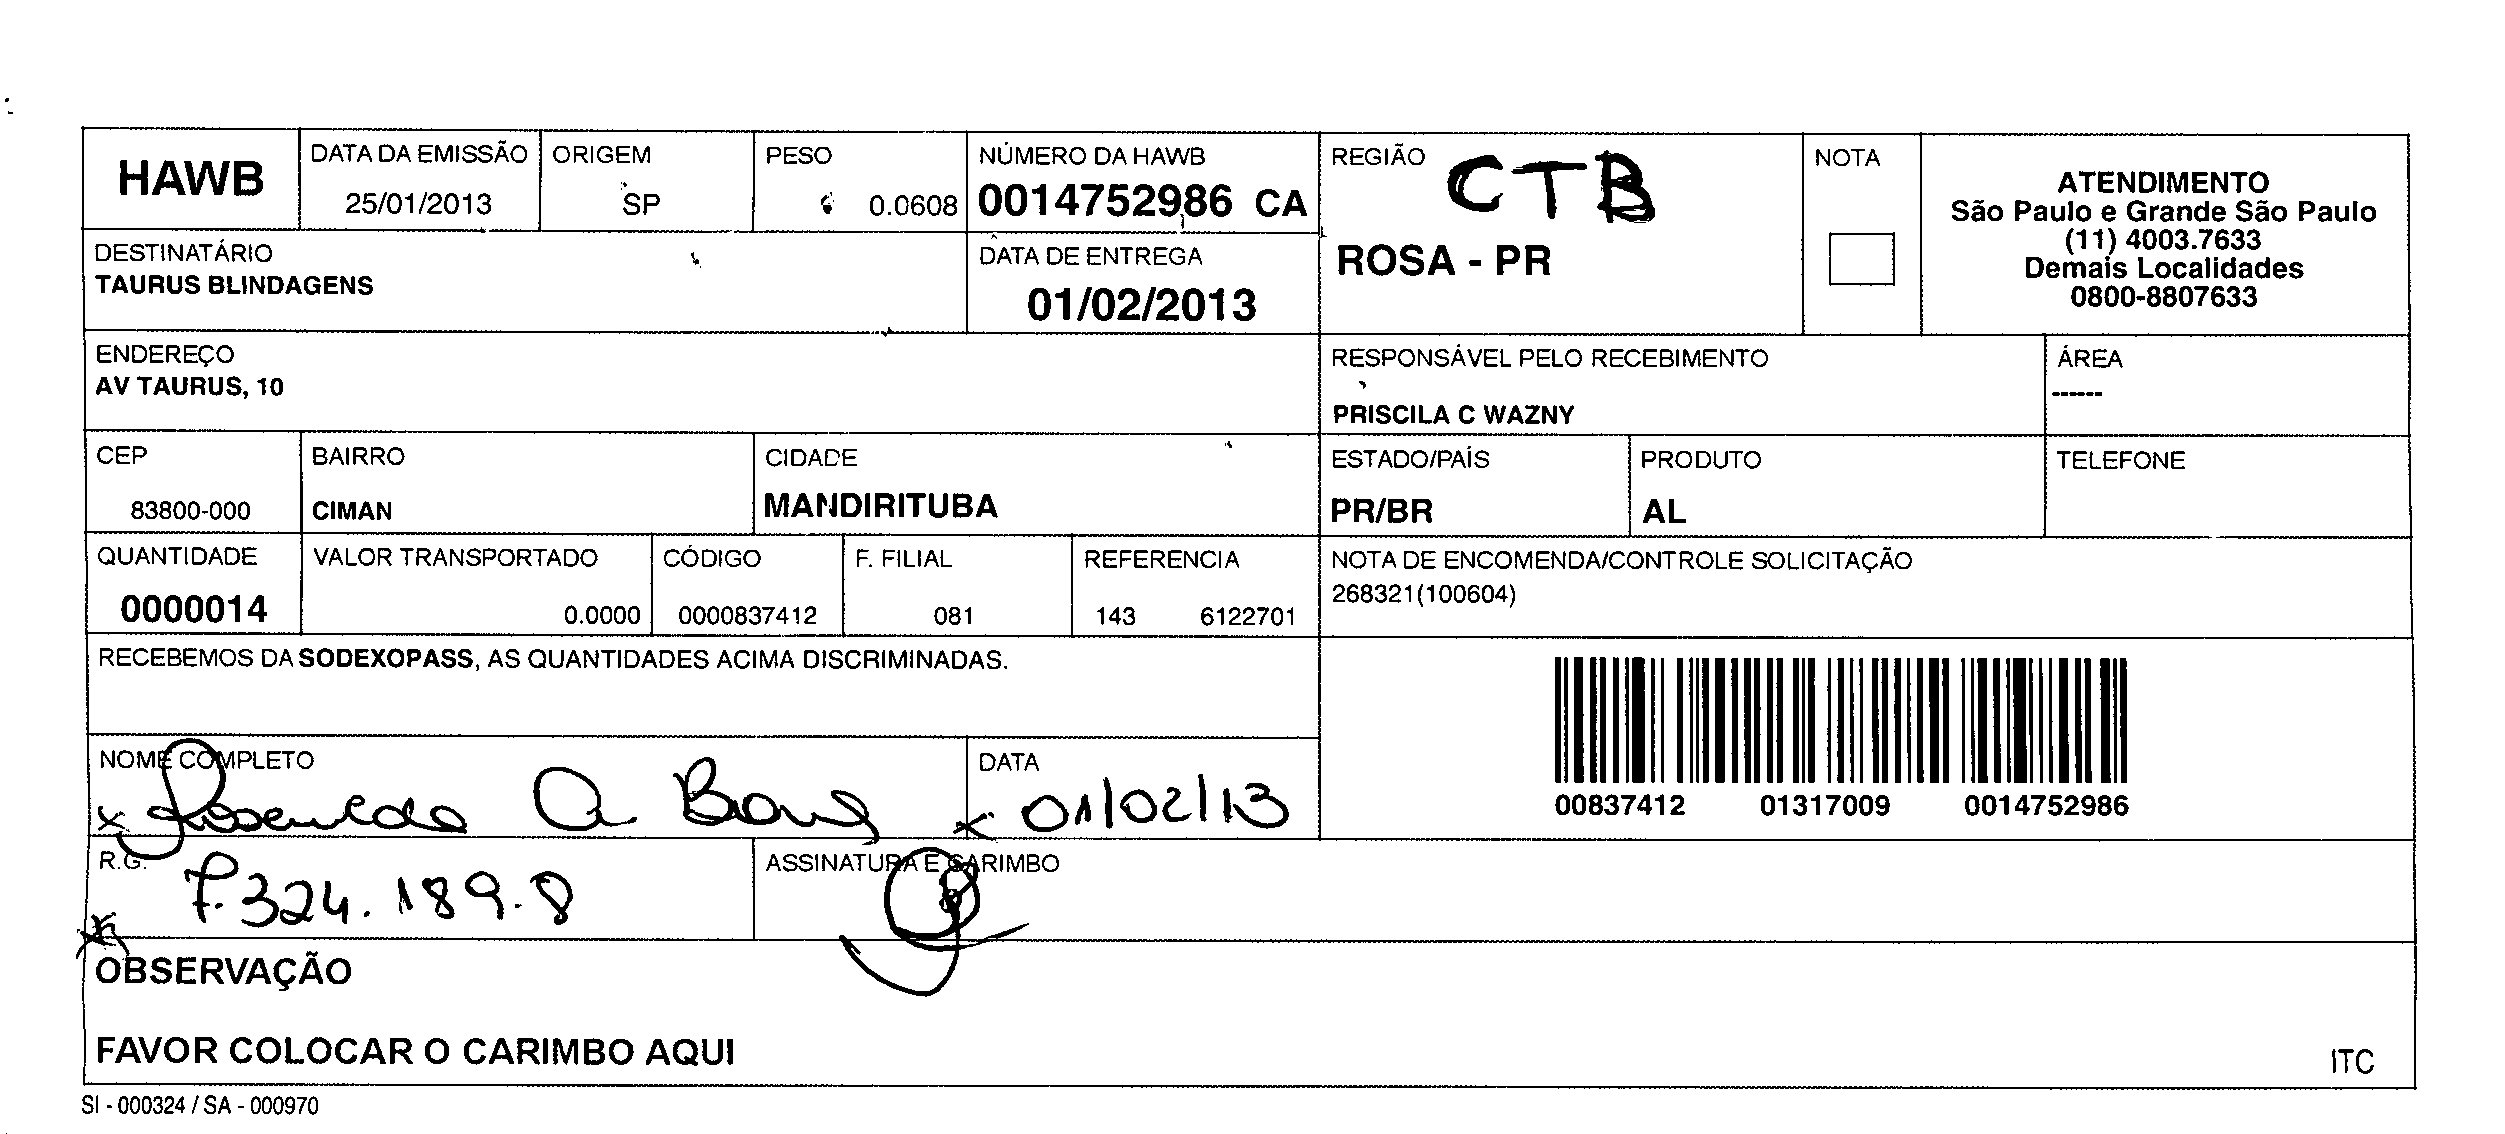 HAWB
DATA DA EMISSÃO
25/01/2013
ORIGEM
SP
PESO
0.0608
NÚMERO DA HAWB
0014752986 CA
REGIÃO
CTB
ROSA - PR
NOTA
ATENDIMENTO
São Paulo e Grande São Paulo
(11) 4003.7633
Demais Localidades
0800-8807633
DESTINATÁRIO
TAURUS BLINDAGENS
DATA DE ENTREGA
01/02/2013
ENDEREÇO
AV TAURUS, 10
RESPONSÁVEL PELO RECEBIMENTO
PRISCILA C WAZNY
ÁREA
------
CEP
83800-000
BAIRRO
CIMAN
CIDADE
MANDIRITUBA
ESTADO/PAÍS
PR/BR
PRODUTO
AL
TELEFONE
QUANTIDADE
0000014
VALOR TRANSPORTADO
0.0000
CÓDIGO
0000837412
F. FILIAL
081
REFERENCIA
143 6122701
NOTA DE ENCOMENDA/CONTROLE SOLICITAÇÃO
268321(100604)
RECEBEMOS DA SODEXOPASS, AS QUANTIDADES ACIMA DISCRIMINADAS.
00837412 01317009 0014752986
NOME COMPLETO
DATA
x 01/02/13
R.G.
7.324.189.8
ASSINATURA E CARIMBO
OBSERVAÇÃO
FAVOR COLOCAR O CARIMBO AQUI
ITC
SI - 000324 / SA - 000970